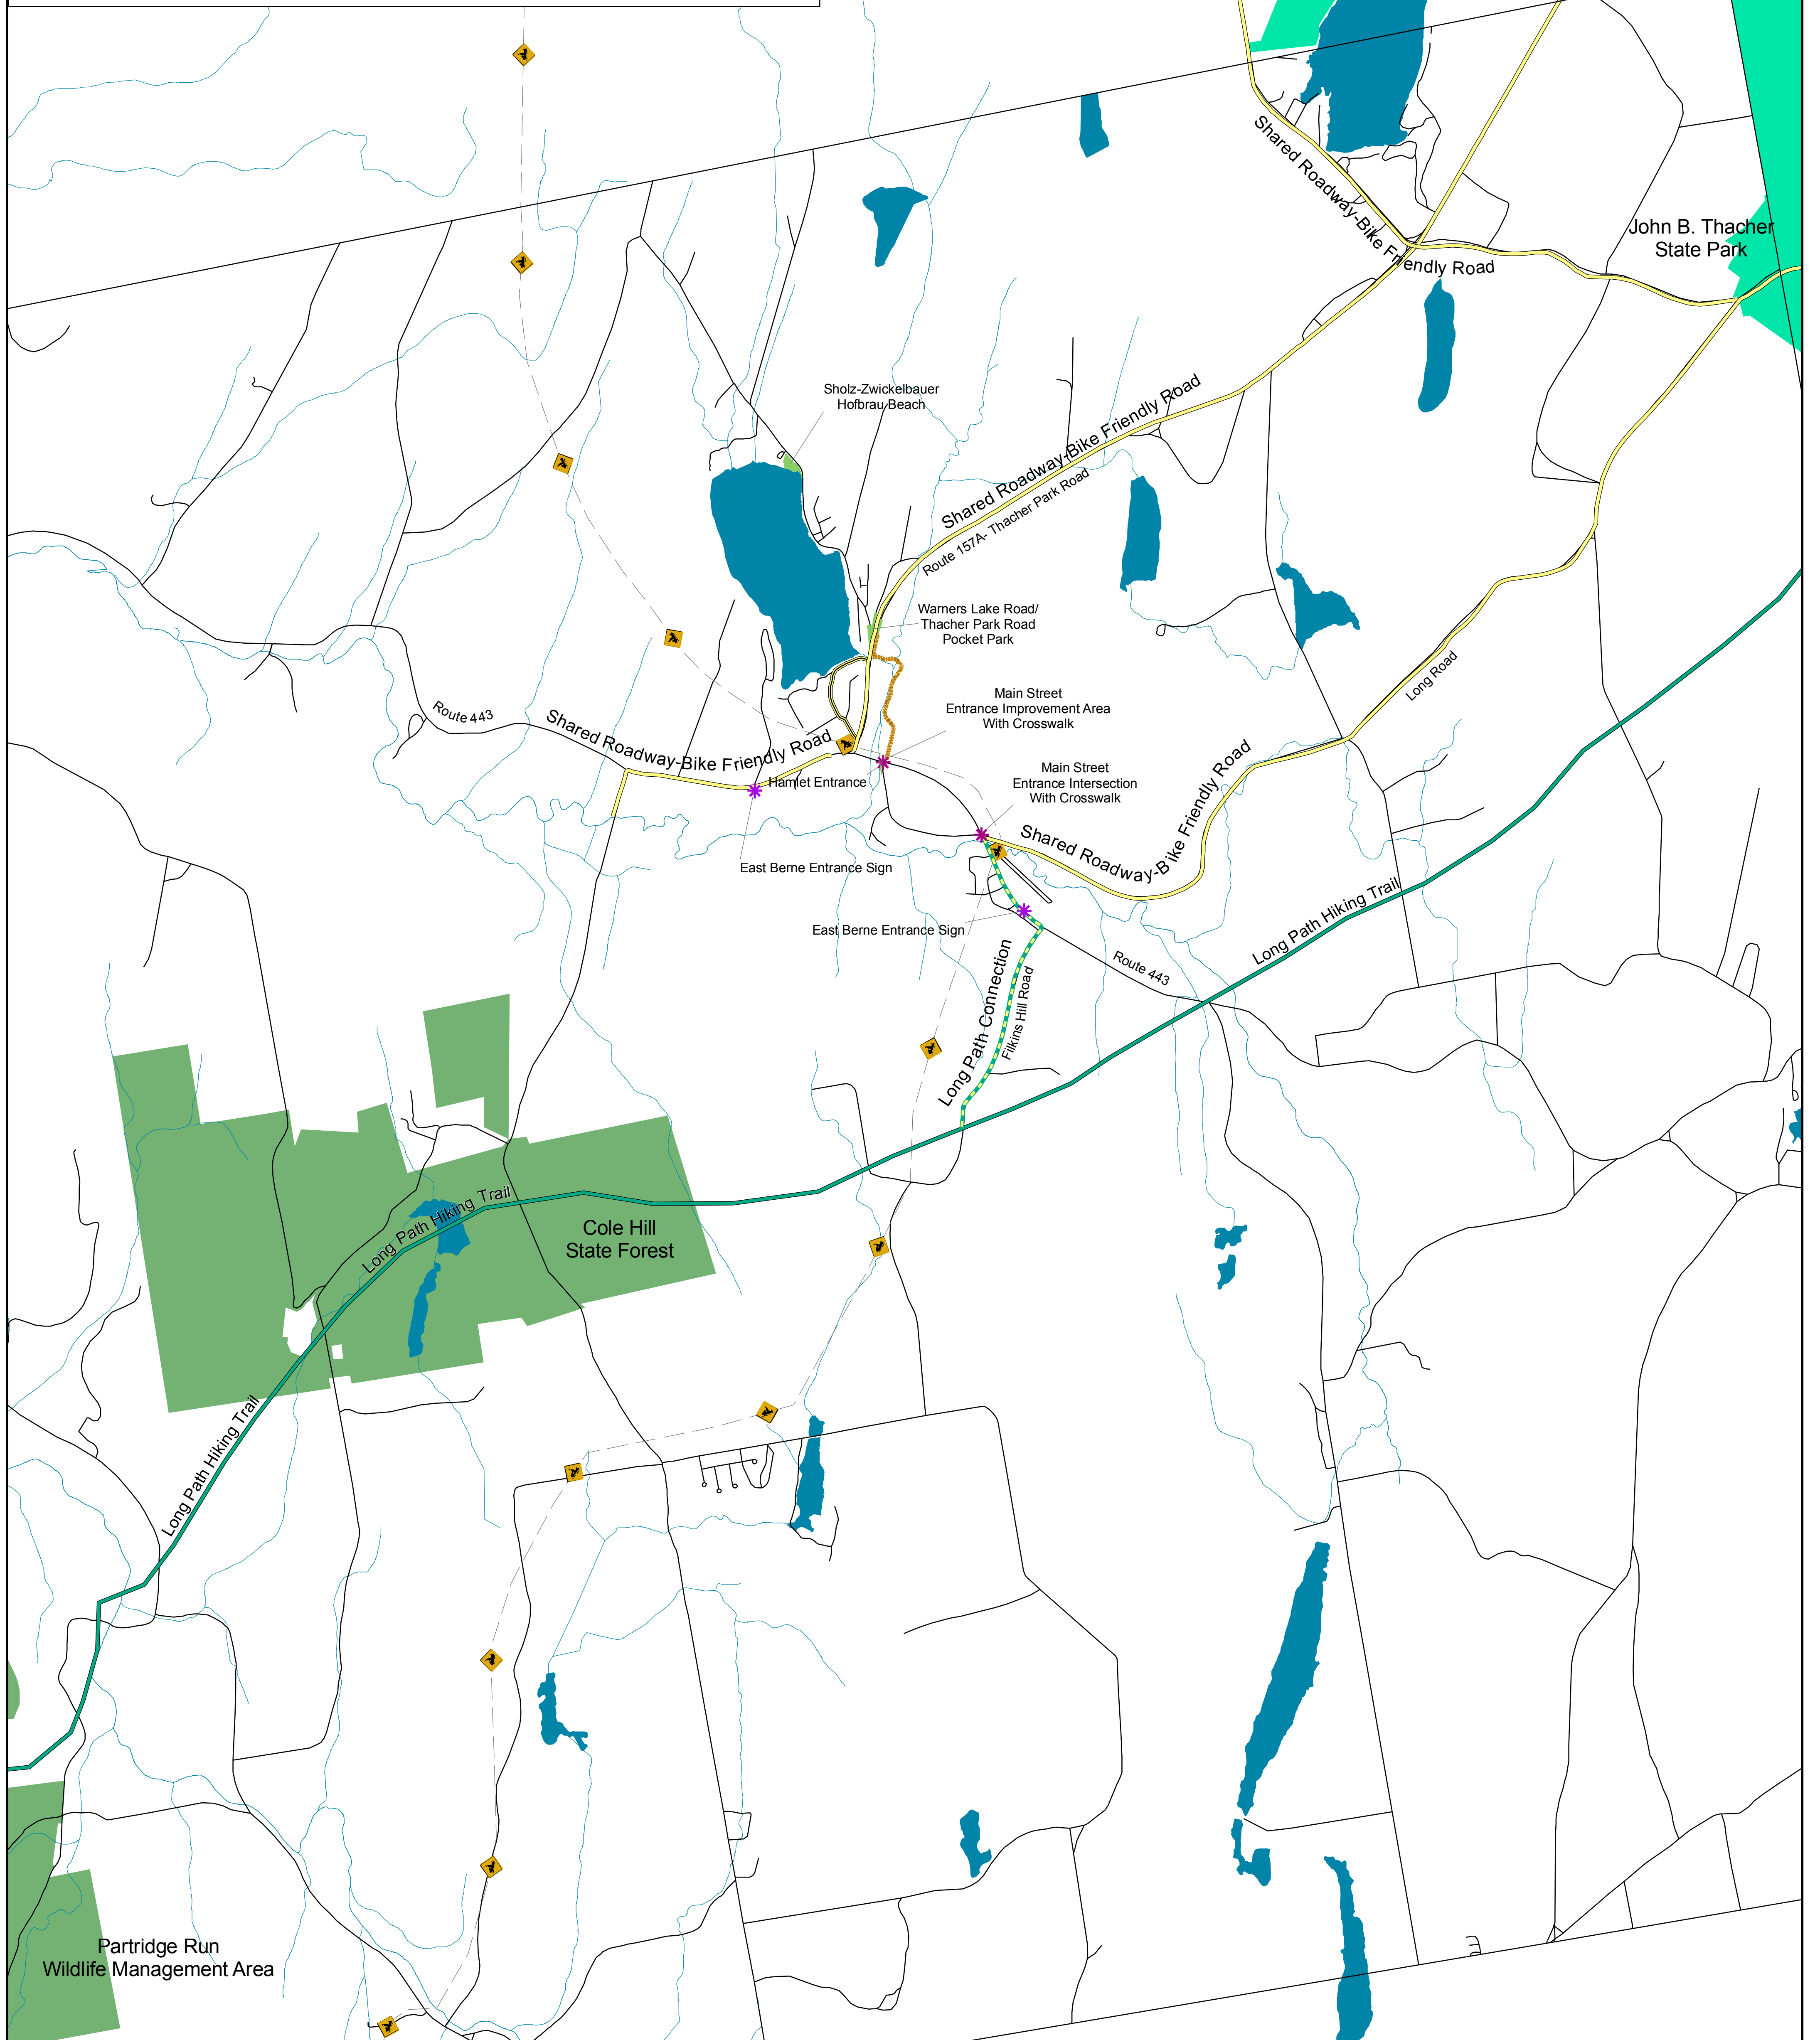 Shared Roadway-Bike Friendly Road
John B. Thacher
State Park
Sholz-Zwickelbauer
Hofbrau Beach
Shared Roadway-Bike Friendly Road
Route 157A- Thacher Park Road
Warners Lake Road/
Thacher Park Road
Pocket Park
Long Road
Main Street
Entrance Improvement Area
With Crosswalk
Route 443
Shared Roadway-Bike Friendly Road
Hamlet Entrance
Main Street
Entrance Intersection
With Crosswalk
Shared Roadway-Bike Friendly Road
East Berne Entrance Sign
East Berne Entrance Sign
Long Path Hiking Trail
Route 443
Long Path Connection
Filkins Hill Road
Long Path Hiking Trail
Cole Hill
State Forest
Long Path Hiking Trail
Partridge Run
Wildlife Management Area